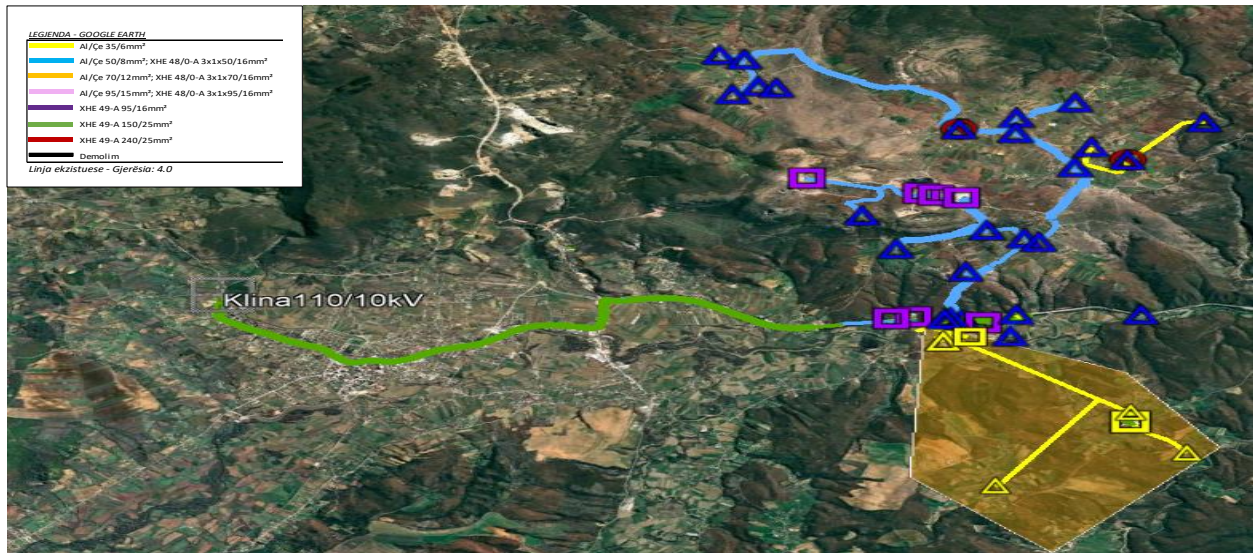 LEGJENDA - GOOGLE EARTH
Al/Çe 35/6mm²
Al/Çe 50/8mm²; XHE 48/0-A 3x1x50/16mm²
Al/Çe 70/12mm²; XHE 48/0-A 3x1x70/16mm²
Al/Çe 95/15mm²; XHE 48/0-A 3x1x95/16mm²
XHE 49-A 95/16mm²
XHE 49-A 150/25mm²
XHE 49-A 240/25mm²
Demolim
Linja ekzistuese - Gjerësia: 4.0
Klina110/10kV